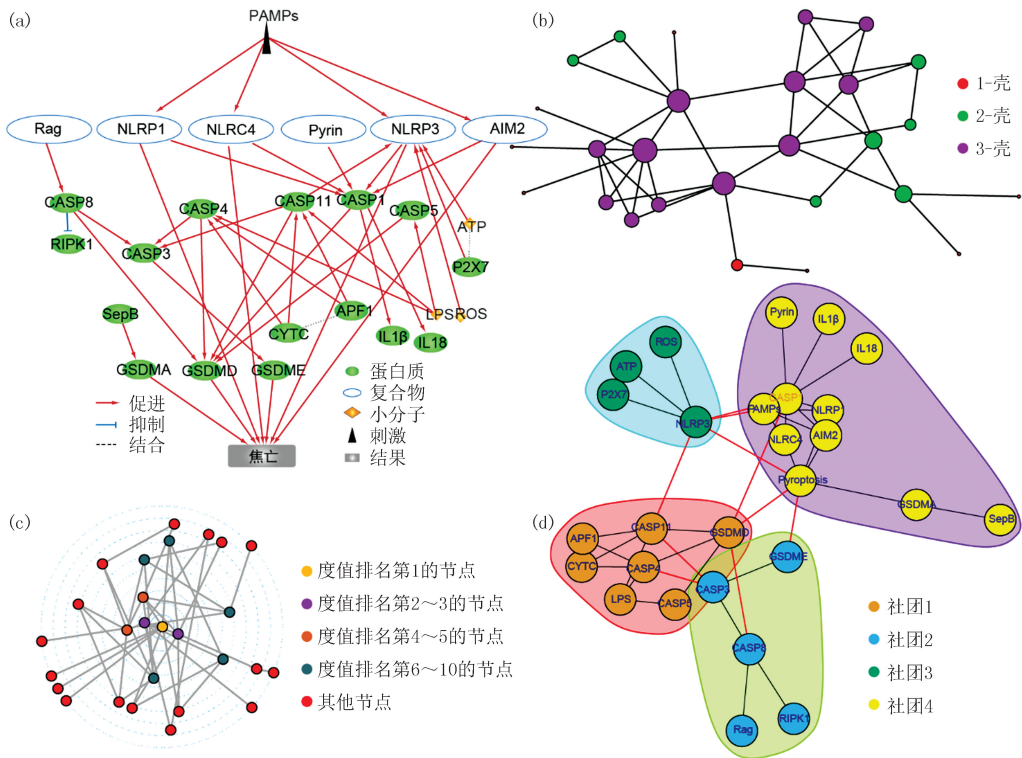 (a)
PAMPs
Rag
NLRP1
NLRC4
Pyrin
NLRP3
AIM2
CASP8
CASP4
CASP11
CASP1
CASP5
ATP
RIPK1
CASP3
P2X7
SepB
CYTC
APF1
LPS
ROS
IL1β
IL18
GSDMA
GSDMD
GSDME
促进
抑制
结合
焦亡
蛋白质
复合物
小分子
刺激
结果
(b)
1-壳
2-壳
3-壳
(c)
度值排名第1的节点
度值排名第2～3的节点
度值排名第4～5的节点
度值排名第6～10的节点
其他节点
(d)
Pyrin
IL1β
IL18
ROS
ATP
P2X7
NLRP3
CASP
PAMPs
NLRP
NLRC4
AIM2
Pyroptosis
GSDMA
SepB
CASP11
APF1
GSDMD
CYTC
CASP4
LPS
CASP5
CASP3
GSDME
CASP8
Rag
RIPK1
社团1
社团2
社团3
社团4